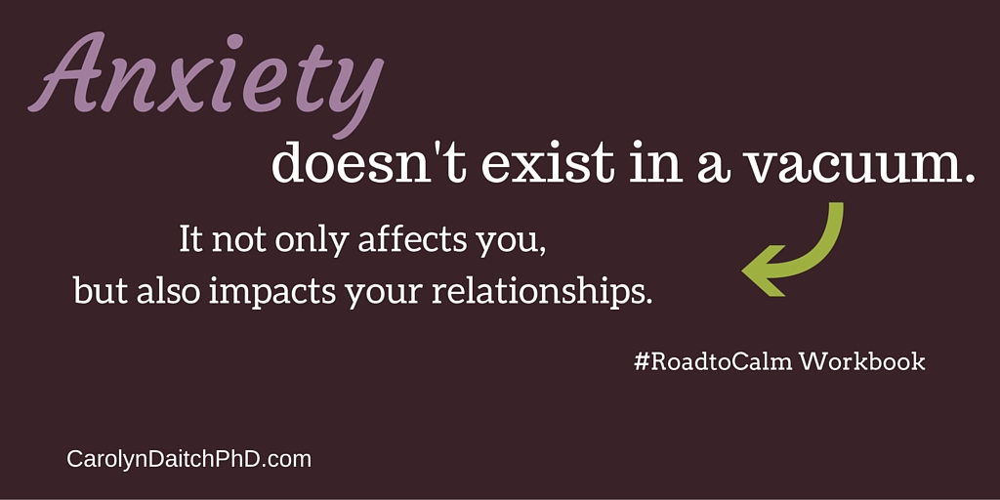 Anxiety
doesn't exist in a vacuum.
It not only affects you,
but also impacts your relationships.
#RoadtoCalm Workbook
CarolynDaitchPhD.com